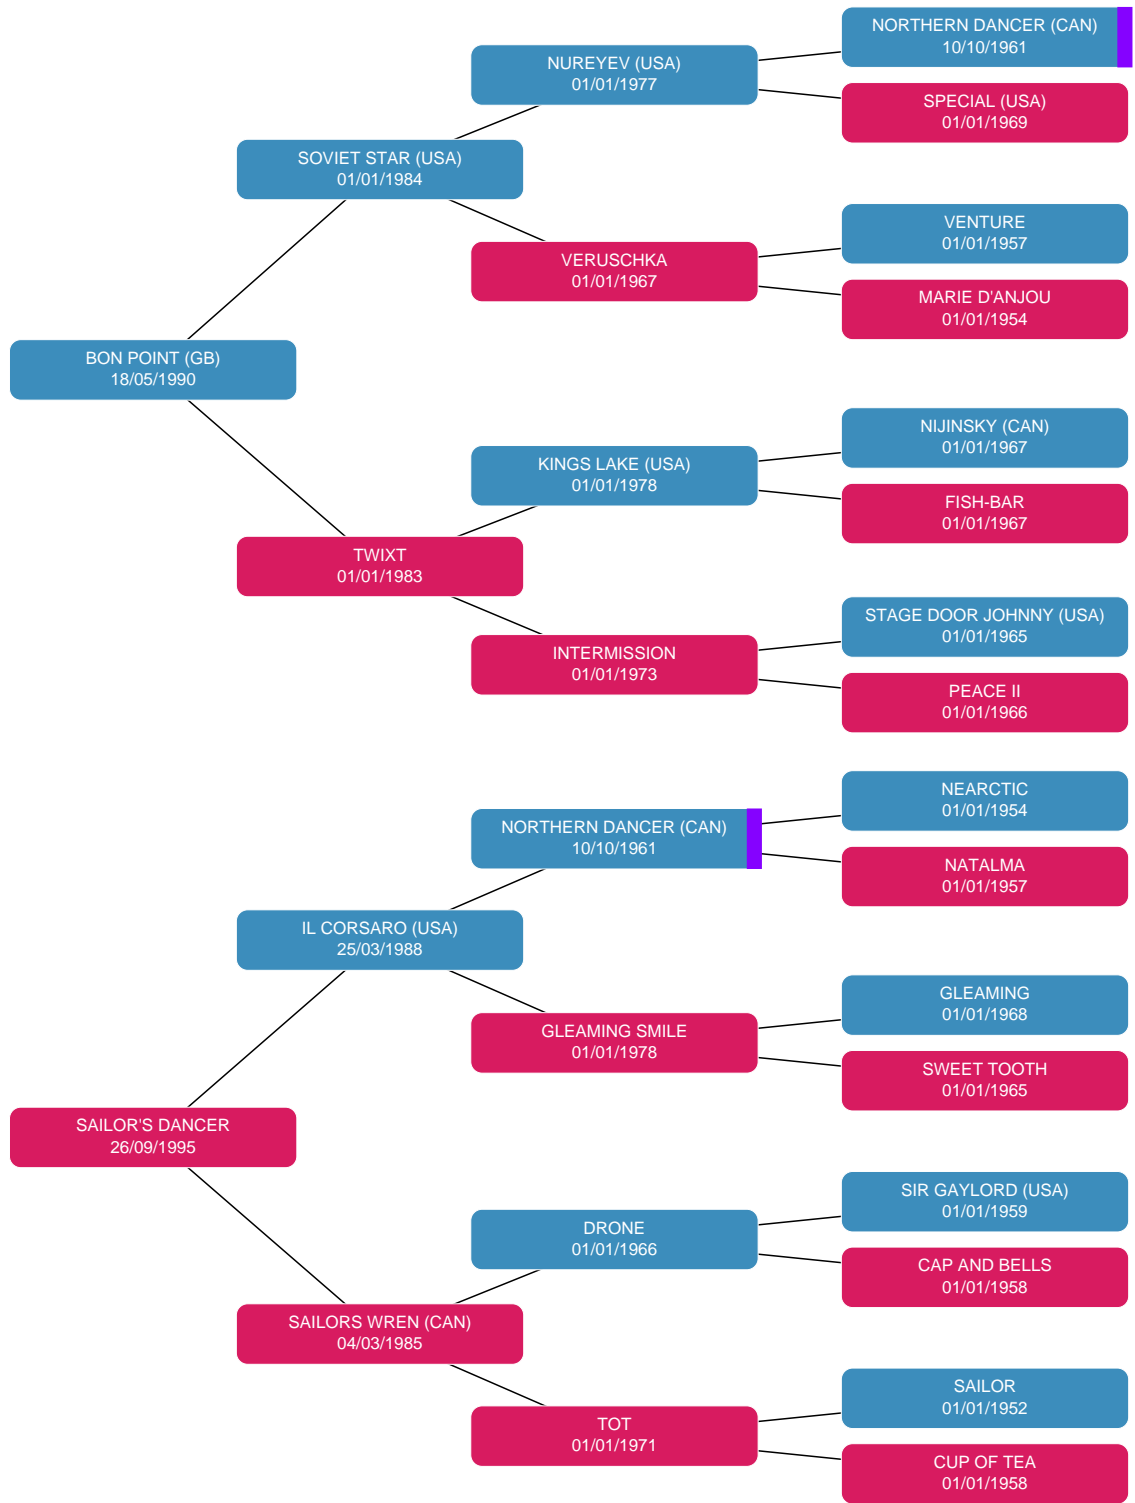 NORTHERN DANCER (CAN)
10/10/1961
NUREYEV (USA)
01/01/1977
SPECIAL (USA)
01/01/1969
SOVIET STAR (USA)
01/01/1984
VENTURE
01/01/1957
VERUSCHKA
01/01/1967
MARIE D'ANJOU
01/01/1954
BON POINT (GB)
18/05/1990
NIJINSKY (CAN)
01/01/1967
KINGS LAKE (USA)
01/01/1978
FISH-BAR
01/01/1967
TWIXT
01/01/1983
STAGE DOOR JOHNNY (USA)
01/01/1965
INTERMISSION
01/01/1973
PEACE II
01/01/1966
NEARCTIC
01/01/1954
NORTHERN DANCER (CAN)
10/10/1961
NATALMA
01/01/1957
IL CORSARO (USA)
25/03/1988
GLEAMING
01/01/1968
GLEAMING SMILE
01/01/1978
SWEET TOOTH
01/01/1965
SAILOR'S DANCER
26/09/1995
SIR GAYLORD (USA)
01/01/1959
DRONE
01/01/1966
CAP AND BELLS
01/01/1958
SAILORS WREN (CAN)
04/03/1985
SAILOR
01/01/1952
TOT
01/01/1971
CUP OF TEA
01/01/1958